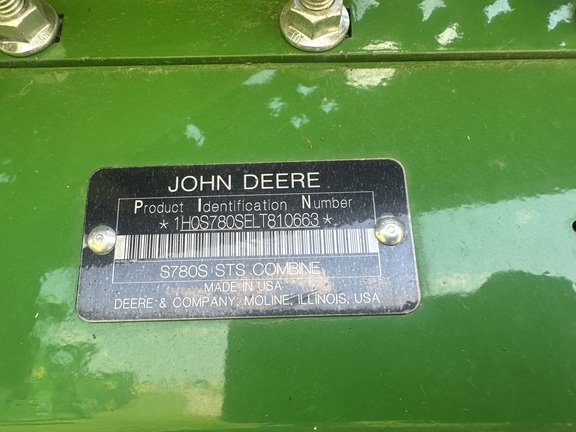 JOHN DEERE
Product Identification Number
*1H0S780SELT810663*
S780S STS COMBINE
MADE IN USA
DEERE & COMPANY, MOLINE, ILLINOIS, USA